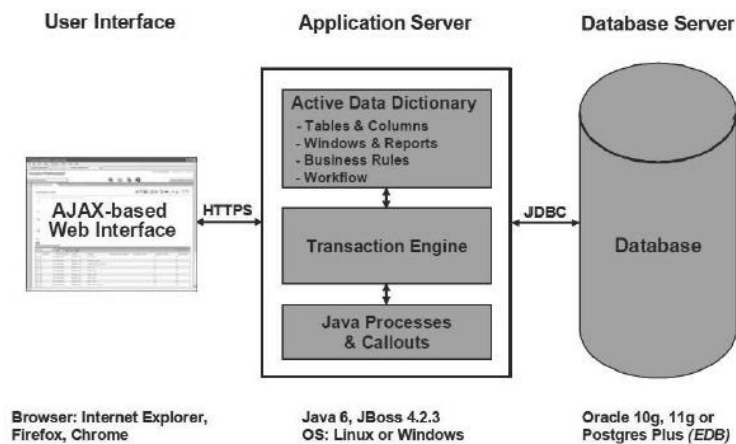 User Interface
Application Server
Database Server
Active Data Dictionary
- Tables & Columns
- Windows & Reports
- Business Rules
- Workflow
AJAX-based
Web Interface
HTTPS
Transaction Engine
JDBC
Database
Java Processes
& Callouts
Browser: Internet Explorer,
Firefox, Chrome
Java 6, JBoss 4.2.3
OS: Linux or Windows
Oracle 10g, 11g or
Postgres Plus (EDB)